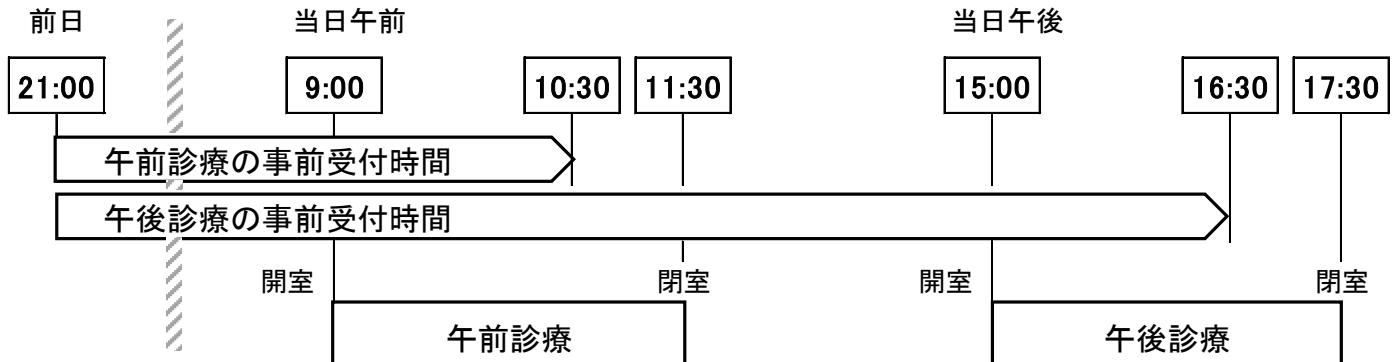 前日 当日午前 当日午後
21:00 9:00 10:30 11:30 15:00 16:30 17:30
午前診療の事前受付時間
午後診療の事前受付時間
開室 閉室 開室 閉室
午前診療 午後診療